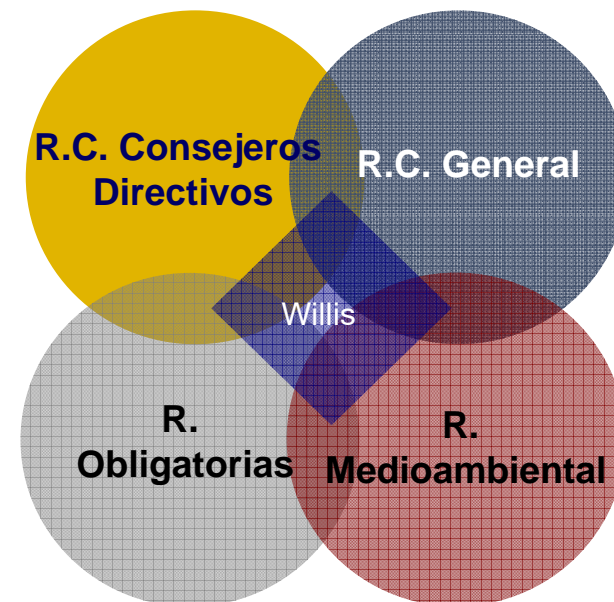 R.C. Consejeros
Directivos
R.C. General
Willis
R.
Obligatorias
R.
Medioambiental